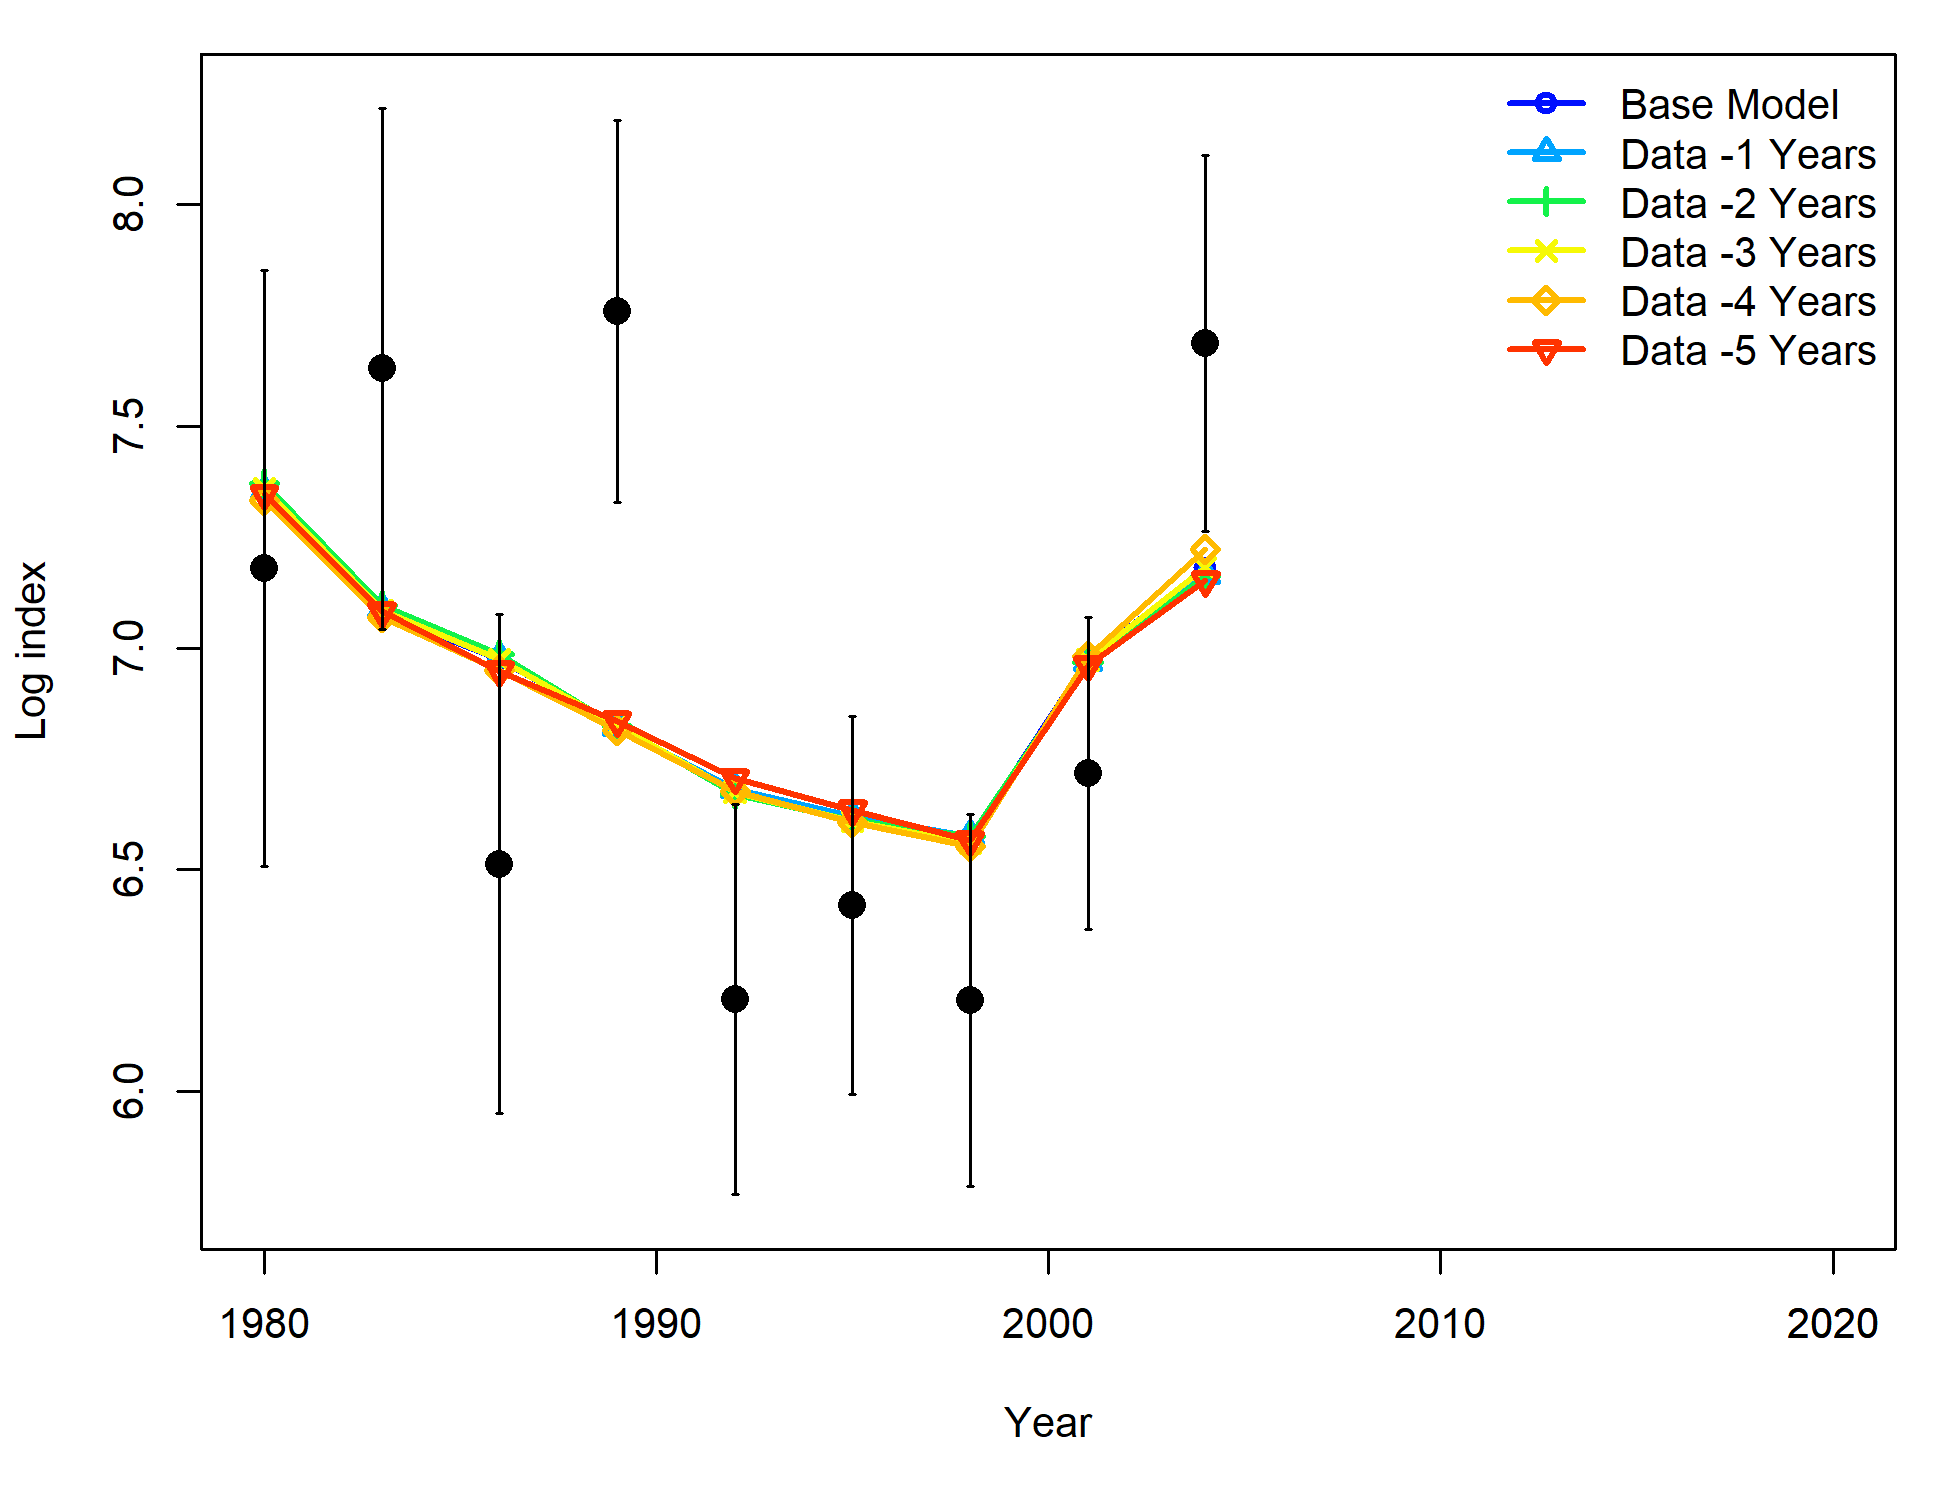 Base Model
Data -1 Years
Data -2 Years
Data -3 Years
Data -4 Years
Data -5 Years
Log index
8.0
7.5
7.0
6.5
6.0
1980 1990 2000 2010 2020
Year